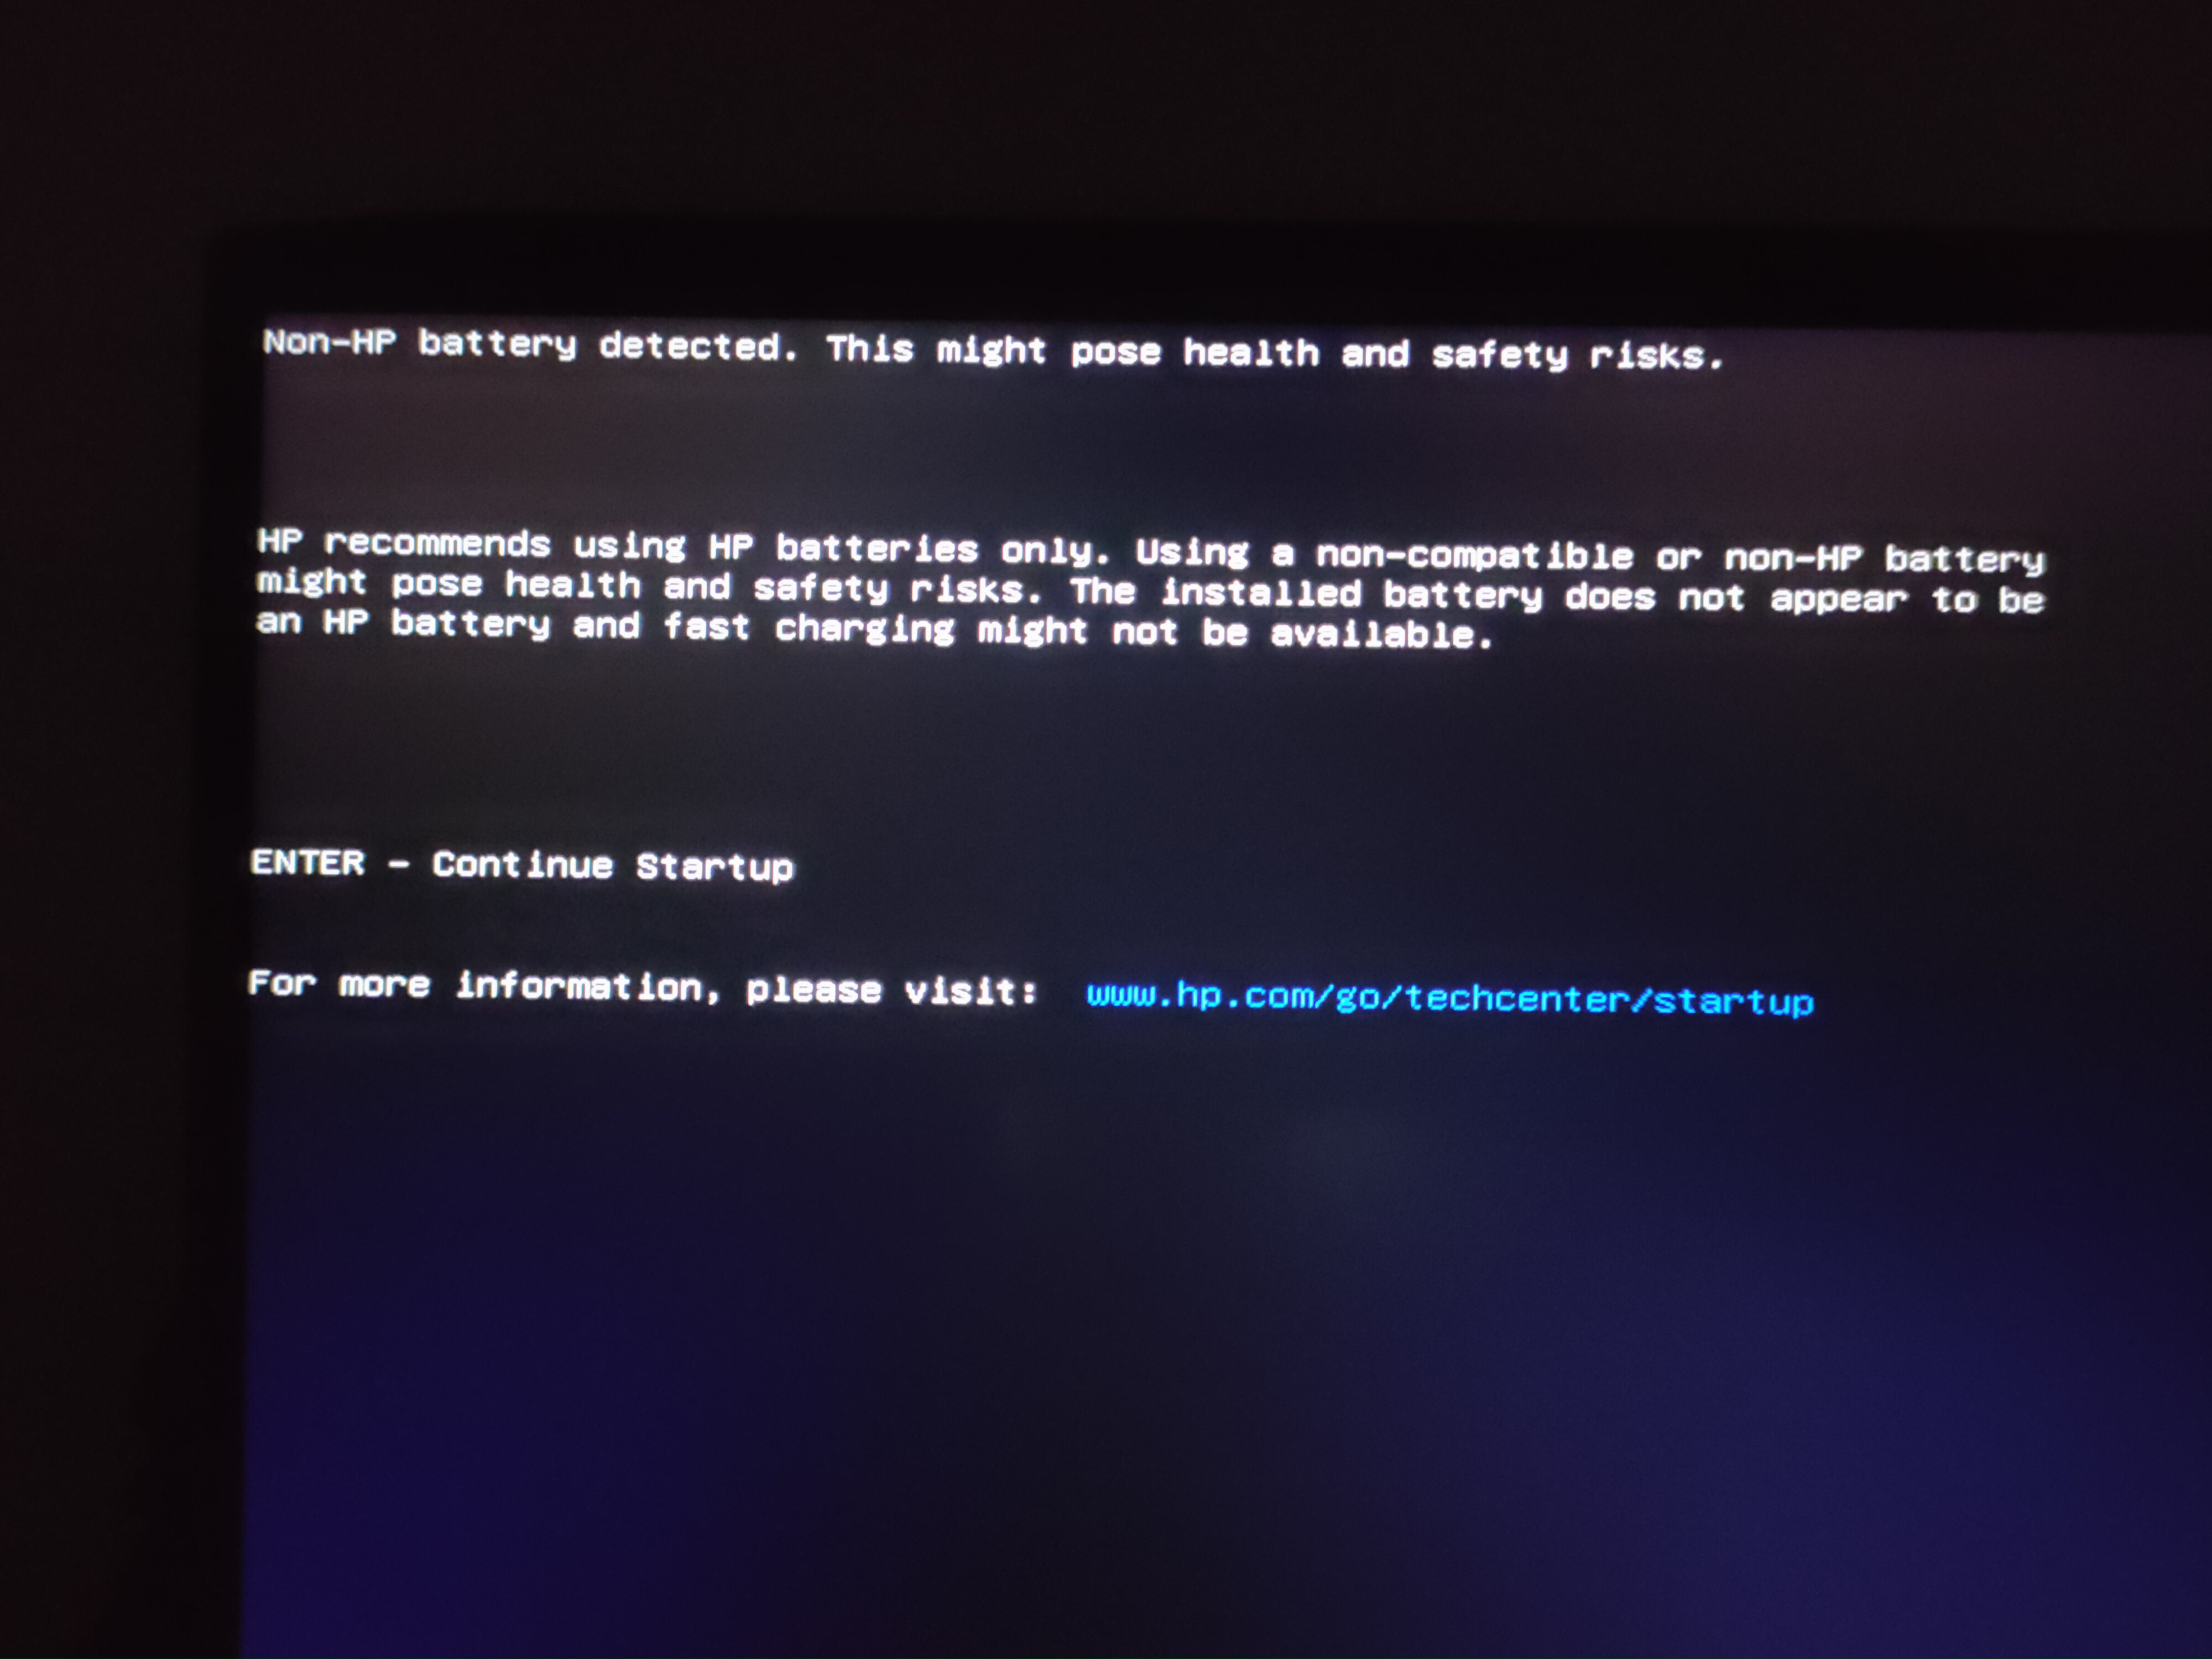 Non-HP battery detected. This might pose health and safety risks.
HP recommends using HP batteries only. Using a non-compatible or non-HP battery
might pose health and safety risks. The installed battery does not appear to be
an HP battery and fast charging might not be available.
ENTER - Continue Startup
For more information, please visit: www.hp.com/go/techcenter/startup